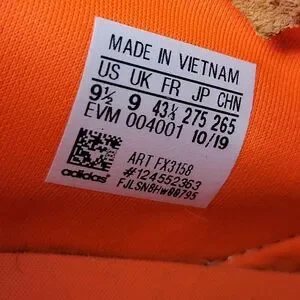 MADE IN VIETNAM
US UK FR JP CHN
9½ 9 43⅓ 275 265
EVM 004001 10/19
ART FX3158
#124552363
adidas
FJLSN8HW00795